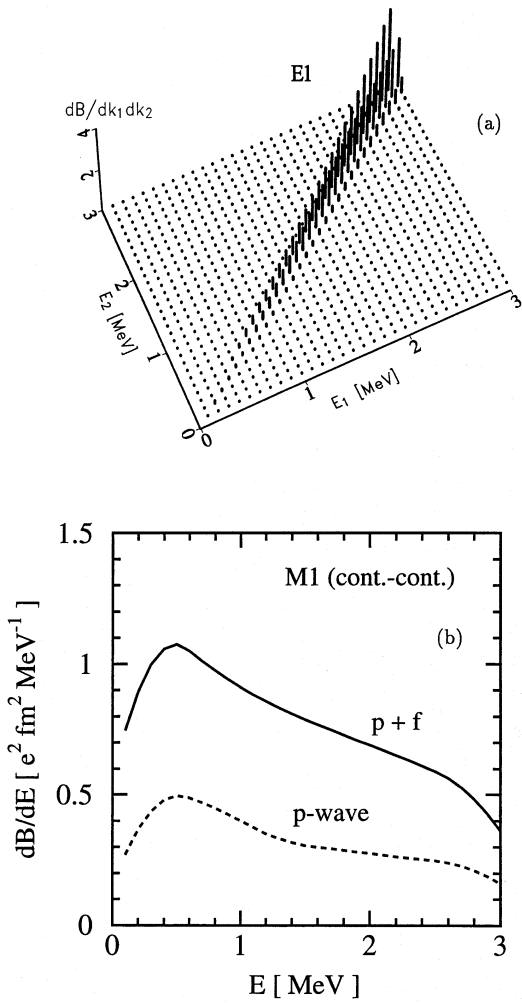 E1
dB/dk₁dk₂
(a)
4
2
3
2
1
0
E₂ [MeV]
0
1
2
3
E₁ [MeV]
1.5
M1 (cont.-cont.)
(b)
1
p + f
0.5
p-wave
0
dB/dE [ e² fm² MeV⁻¹ ]
0 1 2 3
E [ MeV ]